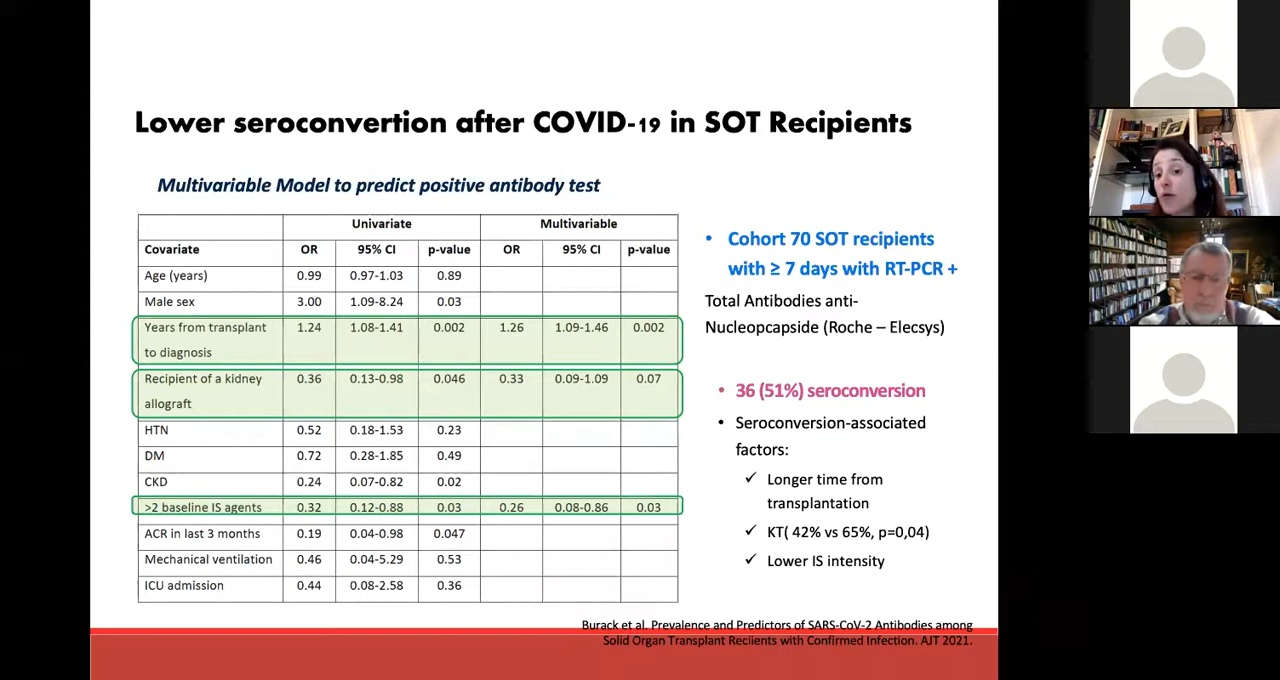 Lower seroconvertion after COVID-19 in SOT Recipients
Multivariable Model to predict positive antibody test
Univariate Multivariable
Covariate OR 95% CI p-value OR 95% CI p-value
Age (years) 0.99 0.97-1.03 0.89
Male sex 3.00 1.09-8.24 0.03
Years from transplant 1.24 1.08-1.41 0.002 1.26 1.09-1.46 0.002
to diagnosis
Recipient of a kidney 0.36 0.13-0.98 0.046 0.33 0.09-1.09 0.07
allograft
HTN 0.52 0.18-1.53 0.23
DM 0.72 0.28-1.85 0.49
CKD 0.24 0.07-0.82 0.02
>2 baseline IS agents 0.32 0.12-0.88 0.03 0.26 0.08-0.86 0.03
ACR in last 3 months 0.19 0.04-0.98 0.047
Mechanical ventilation 0.46 0.04-5.29 0.53
ICU admission 0.44 0.08-2.58 0.36
• Cohort 70 SOT recipients
with ≥ 7 days with RT-PCR +
Total Antibodies anti-
Nucleopcapside (Roche – Elecsys)
• 36 (51%) seroconversion
• Seroconversion-associated
factors:
✓ Longer time from
transplantation
✓ KT( 42% vs 65%, p=0,04)
✓ Lower IS intensity
Burack et al. Prevalence and Predictors of SARS-CoV-2 Antibodies among
Solid Organ Transplant Reciients with Confirmed Infection. AJT 2021.